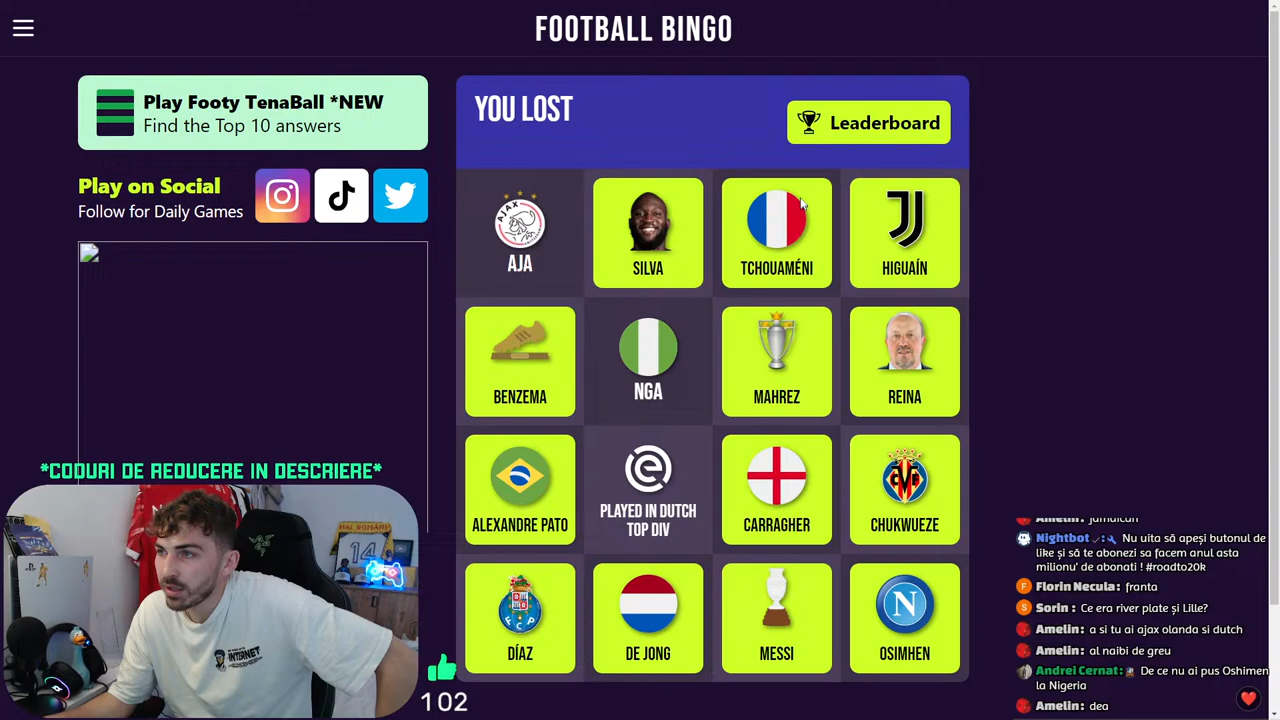 FOOTBALL BINGO
Play Footy TenaBall *NEW
Find the Top 10 answers
Play on Social
Follow for Daily Games
YOU LOST
Leaderboard
AJAX
AJA
SILVA
TCHOUAMÉNI
HIGUAÍN
BENZEMA
NGA
MAHREZ
REINA
ALEXANDRE PATO
PLAYED IN DUTCH
TOP DIV
CARRAGHER
CHUKWUEZE
DÍAZ
DE JONG
MESSI
OSIMHEN
*CODURI DE REDUCERE IN DESCRIERE*
14
INTERNET
102
Amelin: Jamaican
Nightbot: Nu uita să apeși butonul de
like și să te abonezi sa facem anul asta
milionu' de abonati ! #roadto20k
Florin Necula: franta
Sorin: Ce era river plate și Lille?
Amelin: a si tu ai ajax olanda si dutch
Amelin: al naibi de greu
Andrei Cernat: De ce nu ai pus Oshimen
la Nigeria
Amelin: dea